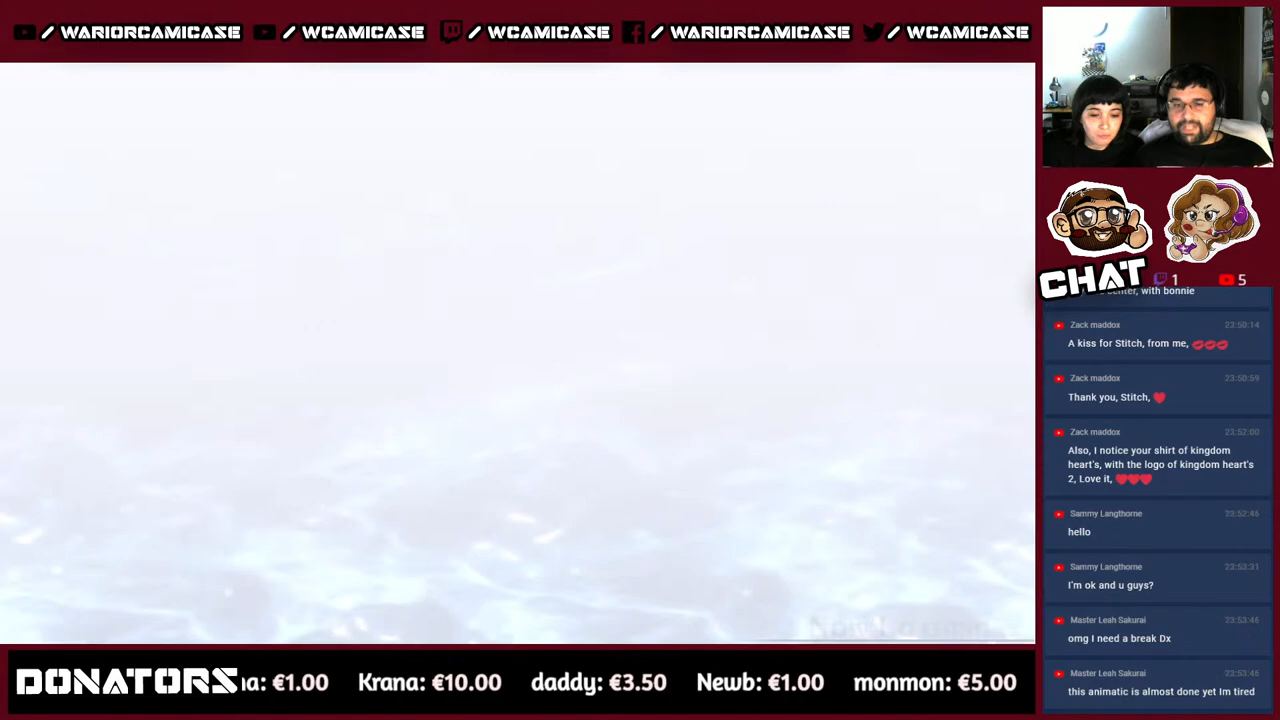 / WARIORCAMICASE / WCAMICASE / WCAMICASE / WARIORCAMICASE / WCAMICASE
CHAT 1 5
with bonnie
Zack maddox 23:50:14
A kiss for Stitch, from me, 💋💋💋
Zack maddox 23:50:59
Thank you, Stitch, ❤️
Zack maddox 23:52:00
Also, I notice your shirt of kingdom
heart's, with the logo of kingdom heart's
2, Love it, ❤️❤️❤️
Sammy Langthorne 23:52:46
hello
Sammy Langthorne 23:53:31
I'm ok and u guys?
Master Leah Sakurai 23:53:46
omg I need a break Dx
Master Leah Sakurai 23:53:46
this animatic is almost done yet Im tired
DONATORS €1.00 Krana: €10.00 daddy: €3.50 Newb: €1.00 monmon: €5.00